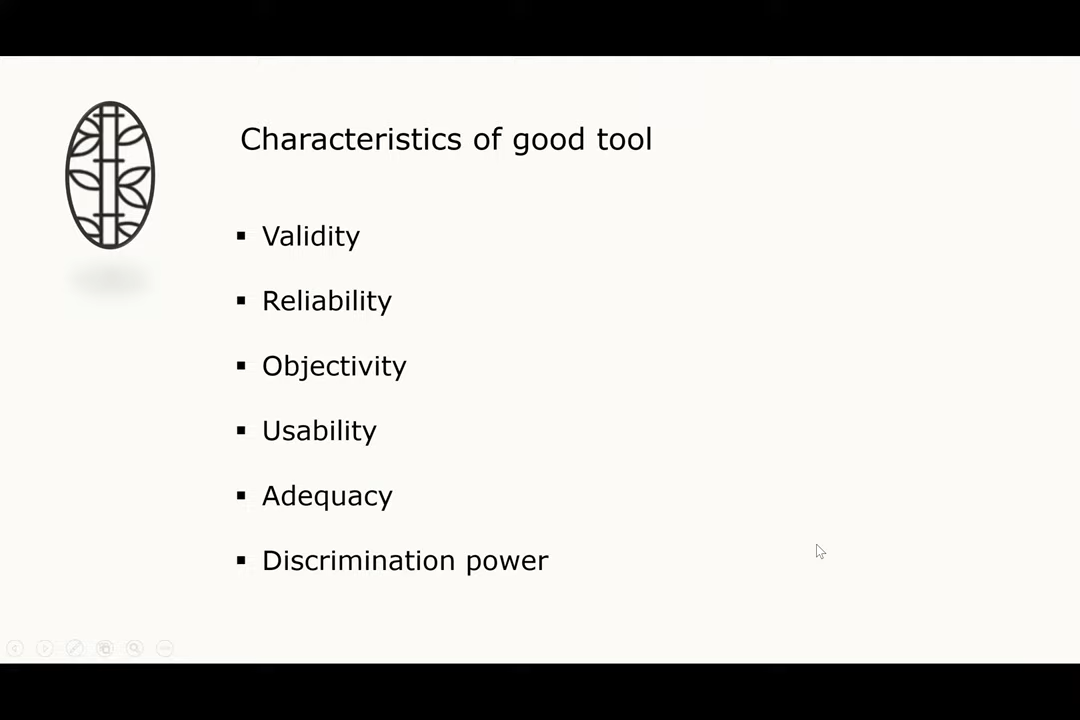 Characteristics of good tool
▪ Validity
▪ Reliability
▪ Objectivity
▪ Usability
▪ Adequacy
▪ Discrimination power